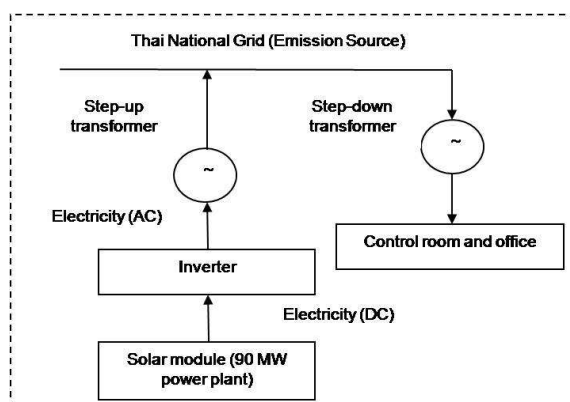 Thai National Grid (Emission Source)
Step-up
transformer
Step-down
transformer
~
~
Electricity (AC)
Control room and office
Inverter
Electricity (DC)
Solar module (90 MW
power plant)